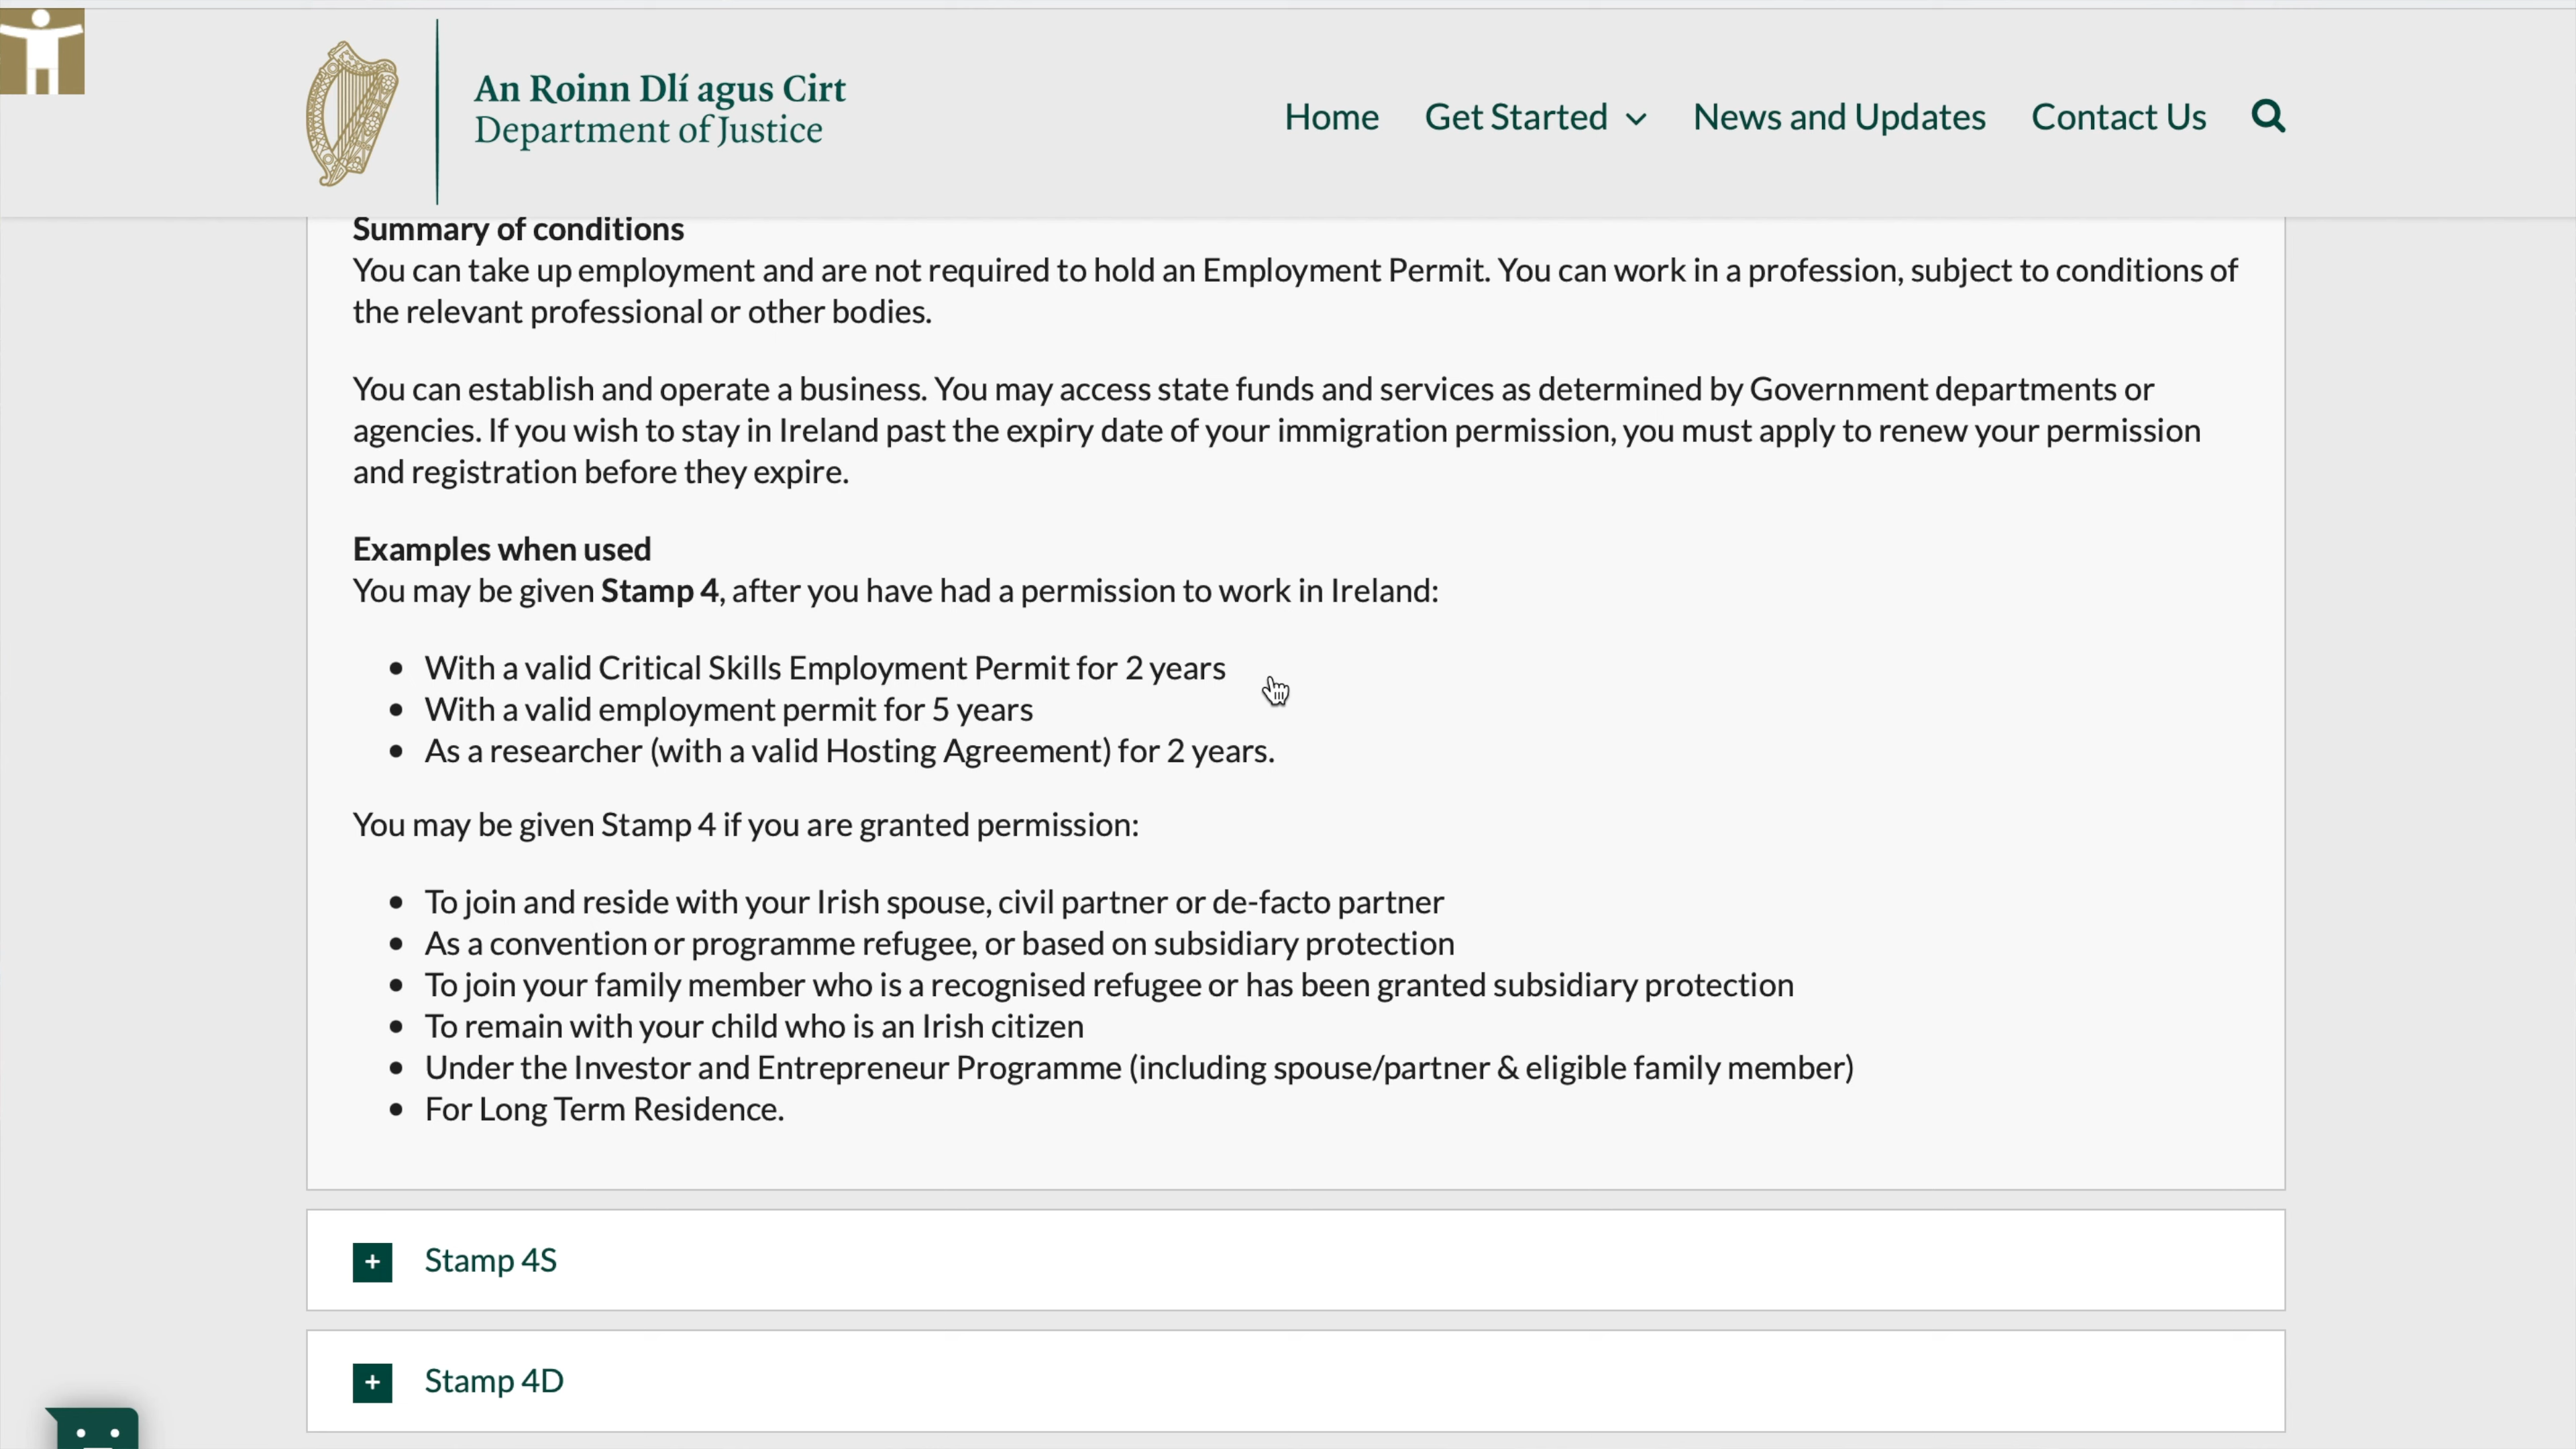 An Roinn Dlí agus Cirt
Department of Justice
Home
Get Started
News and Updates
Contact Us
Summary of conditions
You can take up employment and are not required to hold an Employment Permit. You can work in a profession, subject to conditions of
the relevant professional or other bodies.
You can establish and operate a business. You may access state funds and services as determined by Government departments or
agencies. If you wish to stay in Ireland past the expiry date of your immigration permission, you must apply to renew your permission
and registration before they expire.
Examples when used
You may be given Stamp 4, after you have had a permission to work in Ireland:
• With a valid Critical Skills Employment Permit for 2 years
• With a valid employment permit for 5 years
• As a researcher (with a valid Hosting Agreement) for 2 years.
You may be given Stamp 4 if you are granted permission:
• To join and reside with your Irish spouse, civil partner or de-facto partner
• As a convention or programme refugee, or based on subsidiary protection
• To join your family member who is a recognised refugee or has been granted subsidiary protection
• To remain with your child who is an Irish citizen
• Under the Investor and Entrepreneur Programme (including spouse/partner & eligible family member)
• For Long Term Residence.
+ Stamp 4S
+ Stamp 4D